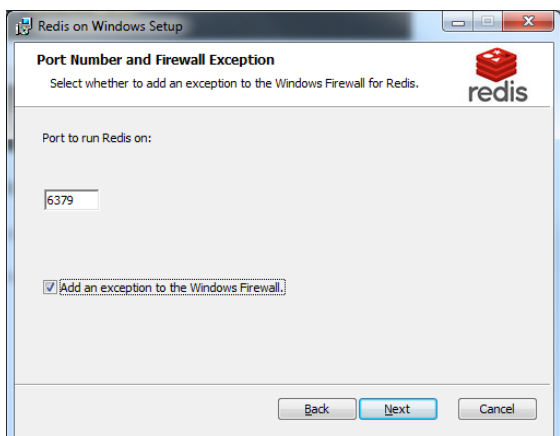 Redis on Windows Setup
Port Number and Firewall Exception
Select whether to add an exception to the Windows Firewall for Redis.
redis
Port to run Redis on:
6379
Add an exception to the Windows Firewall.
Back
Next
Cancel